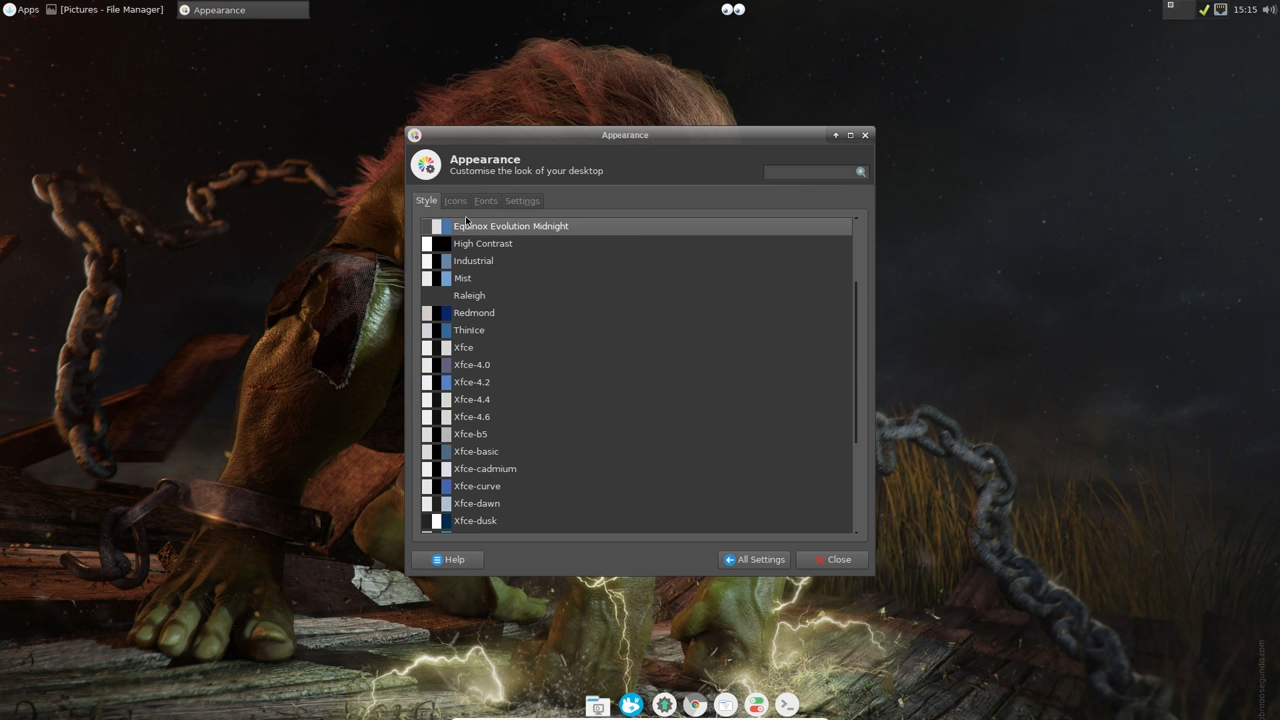 Apps [Pictures - File Manager] Appearance 15:15
Appearance
Appearance
Customise the look of your desktop
Style Icons Fonts Settings
Equinox Evolution Midnight
High Contrast
Industrial
Mist
Raleigh
Redmond
ThinIce
Xfce
Xfce-4.0
Xfce-4.2
Xfce-4.4
Xfce-4.6
Xfce-b5
Xfce-basic
Xfce-cadmium
Xfce-curve
Xfce-dawn
Xfce-dusk
Help All Settings Close